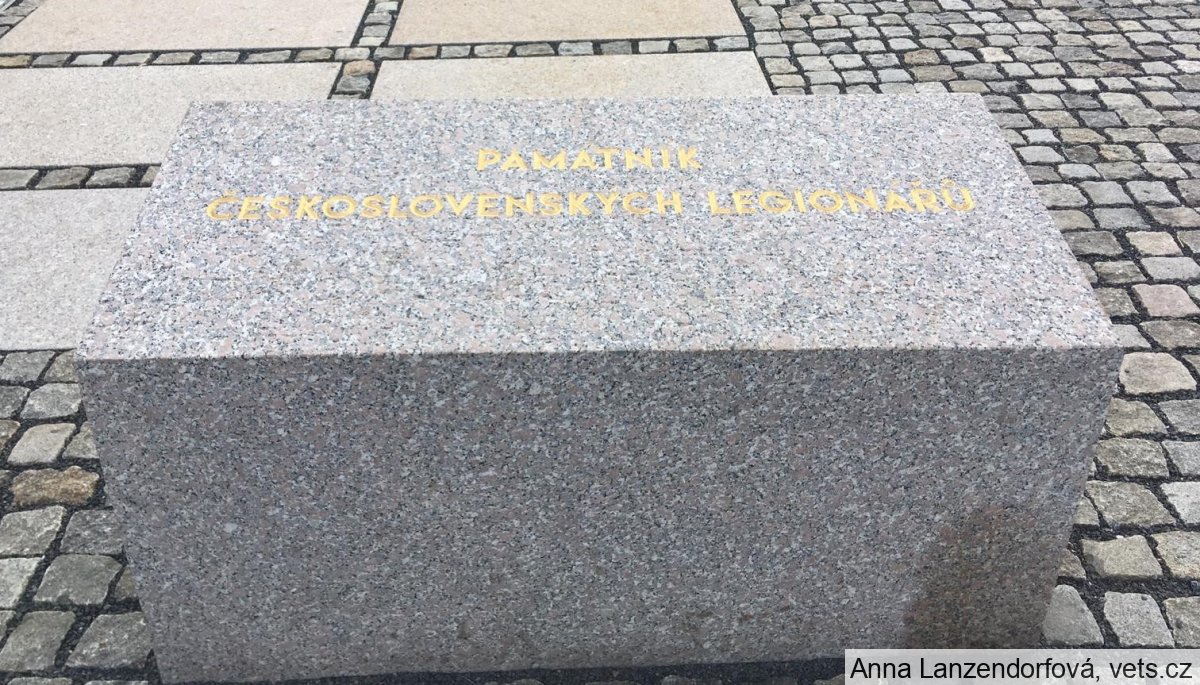 PAMÁTNÍK
ČESKOSLOVENSKÝCH LEGIONÁŘŮ
Anna Lanzendorfová, vets.cz